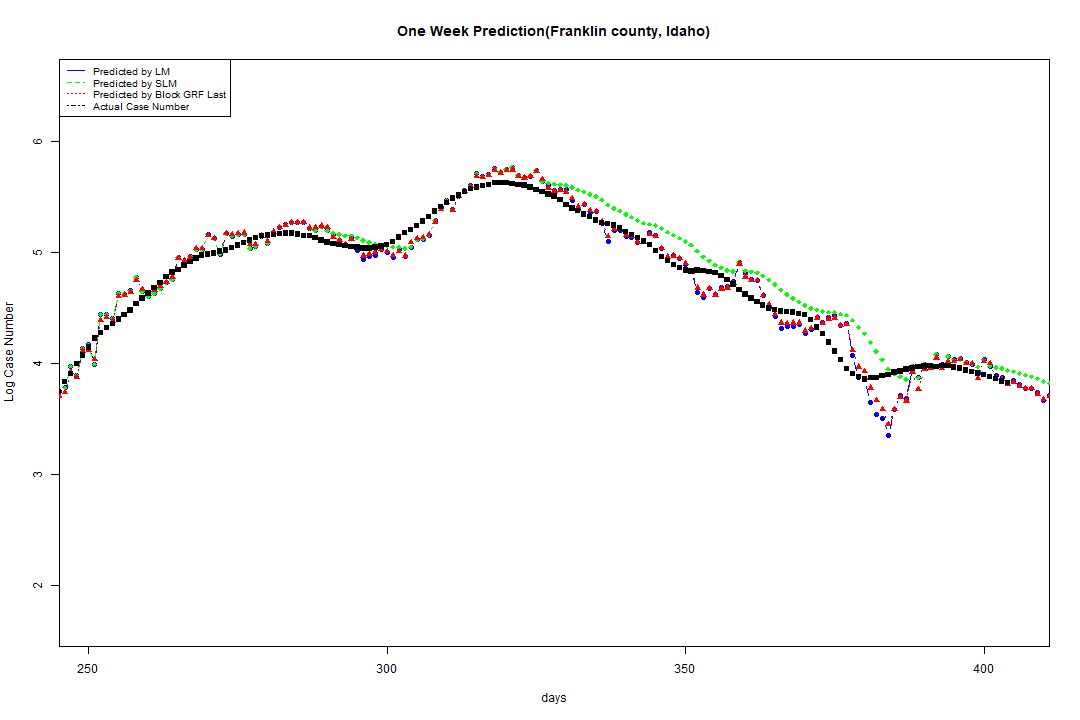 One Week Prediction(Franklin county, Idaho)
Predicted by LM
Predicted by SLM
Predicted by Block GRF Last
Actual Case Number
6
5
4
3
2
Log Case Number
250
300
350
400
days